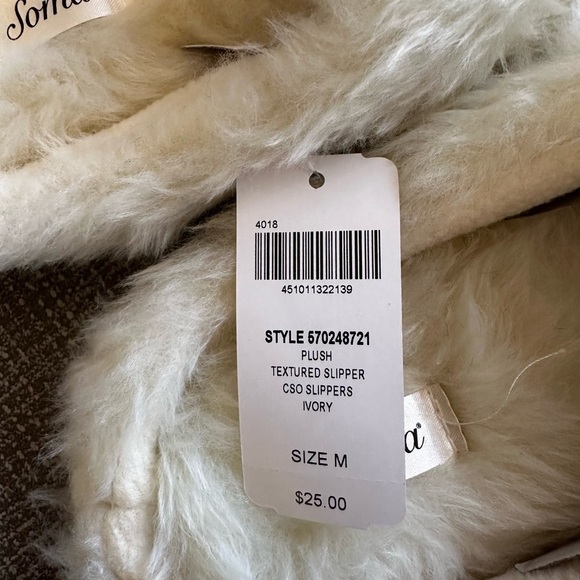 4018
451011322139
STYLE 570248721
PLUSH
TEXTURED SLIPPER
CSO SLIPPERS
IVORY
SIZE M
$25.00